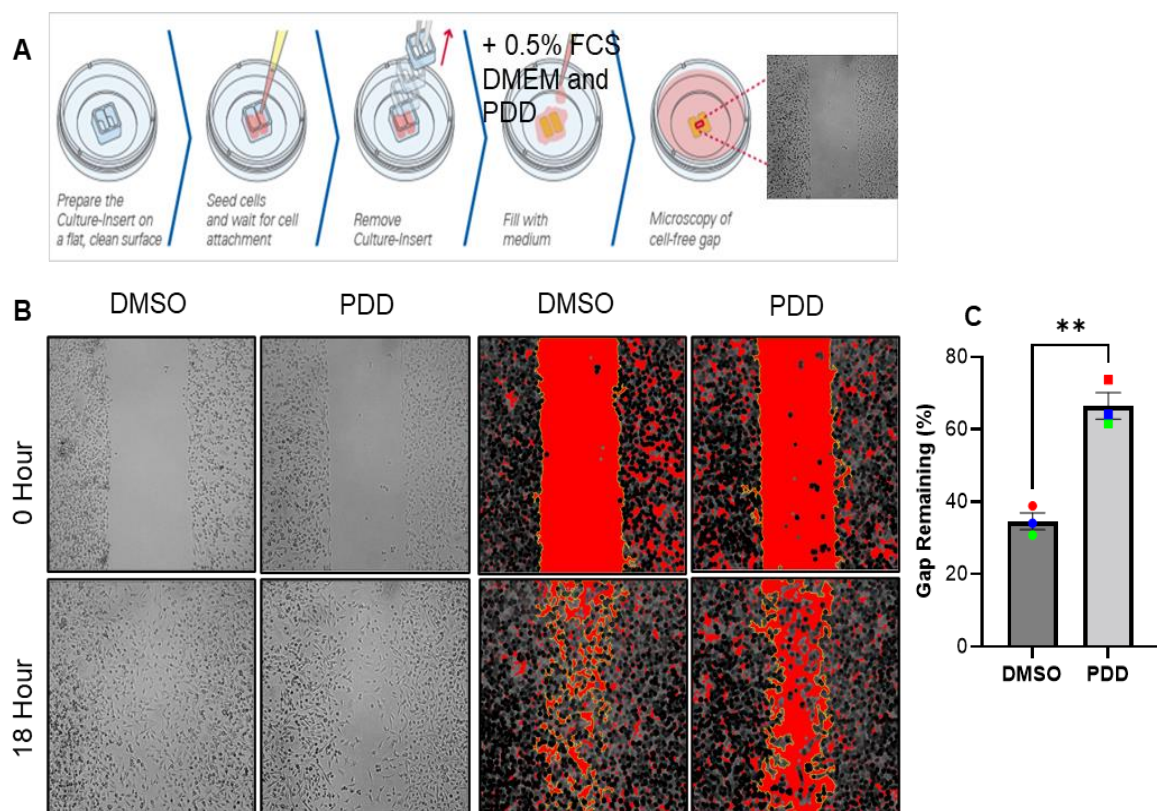 A
+ 0.5% FCS
DMEM and
PDD
Prepare the
Culture-Insert on
a flat, clean surface
Seed cells
and wait for cell
attachment
Remove
Culture-Insert
Fill with
medium
Microscopy of
cell-free gap
B
DMSO
PDD
DMSO
PDD
0 Hour
18 Hour
C
**
Gap Remaining (%)
80
60
40
20
0
DMSO
PDD